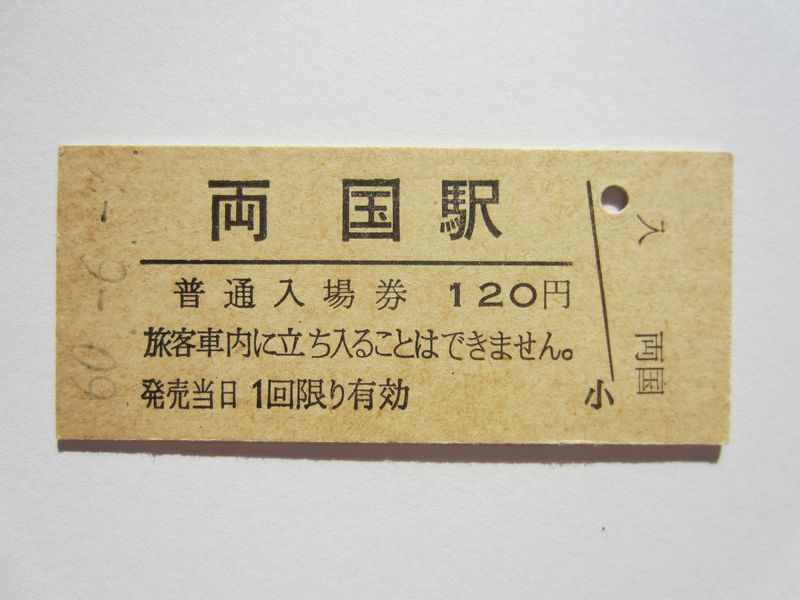 両国駅
普通入場券 120円
旅客車内に立ち入ることはできません。
発売当日1回限り有効
小
入
両国
60.-6.-